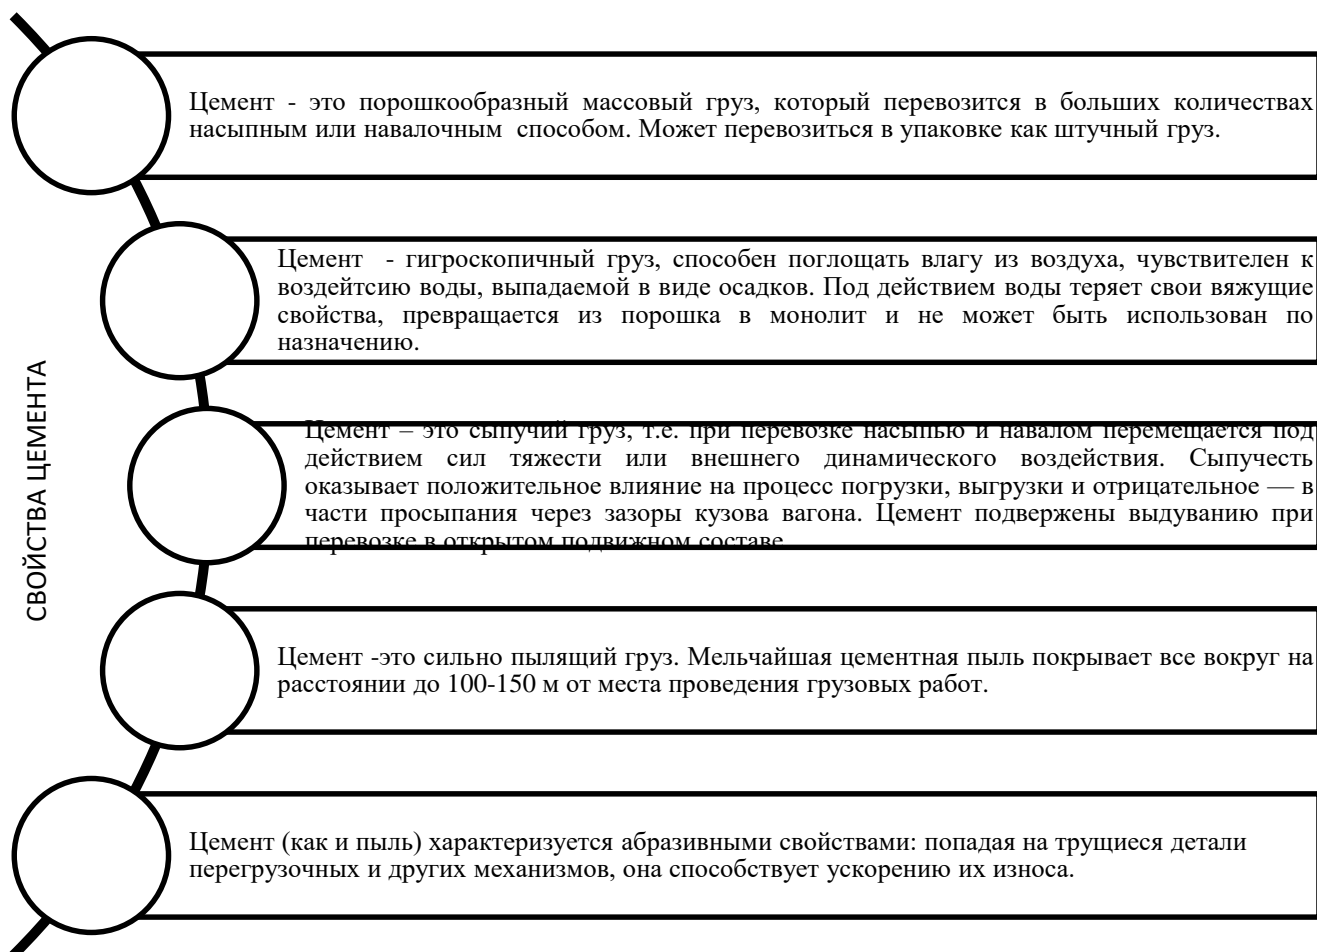 СВОЙСТВА ЦЕМЕНТА
Цемент - это порошкообразный массовый груз, который перевозится в больших количествах
насыпным или навалочным способом. Может перевозиться в упаковке как штучный груз.
Цемент - гигроскопичный груз, способен поглощать влагу из воздуха, чувствителен к
воздейтсию воды, выпадаемой в виде осадков. Под действием воды теряет свои вяжущие
свойства, превращается из порошка в монолит и не может быть использован по
назначению.
Цемент – это сыпучий груз, т.е. при перевозке насыпью и навалом перемещается под
действием сил тяжести или внешнего динамического воздействия. Сыпучесть
оказывает положительное влияние на процесс погрузки, выгрузки и отрицательное — в
части просыпания через зазоры кузова вагона. Цемент подвержены выдуванию при
перевозке в открытом подвижном составе
Цемент -это сильно пылящий груз. Мельчайшая цементная пыль покрывает все вокруг на
расстоянии до 100-150 м от места проведения грузовых работ.
Цемент (как и пыль) характеризуется абразивными свойствами: попадая на трущиеся детали
перегрузочных и других механизмов, она способствует ускорению их износа.